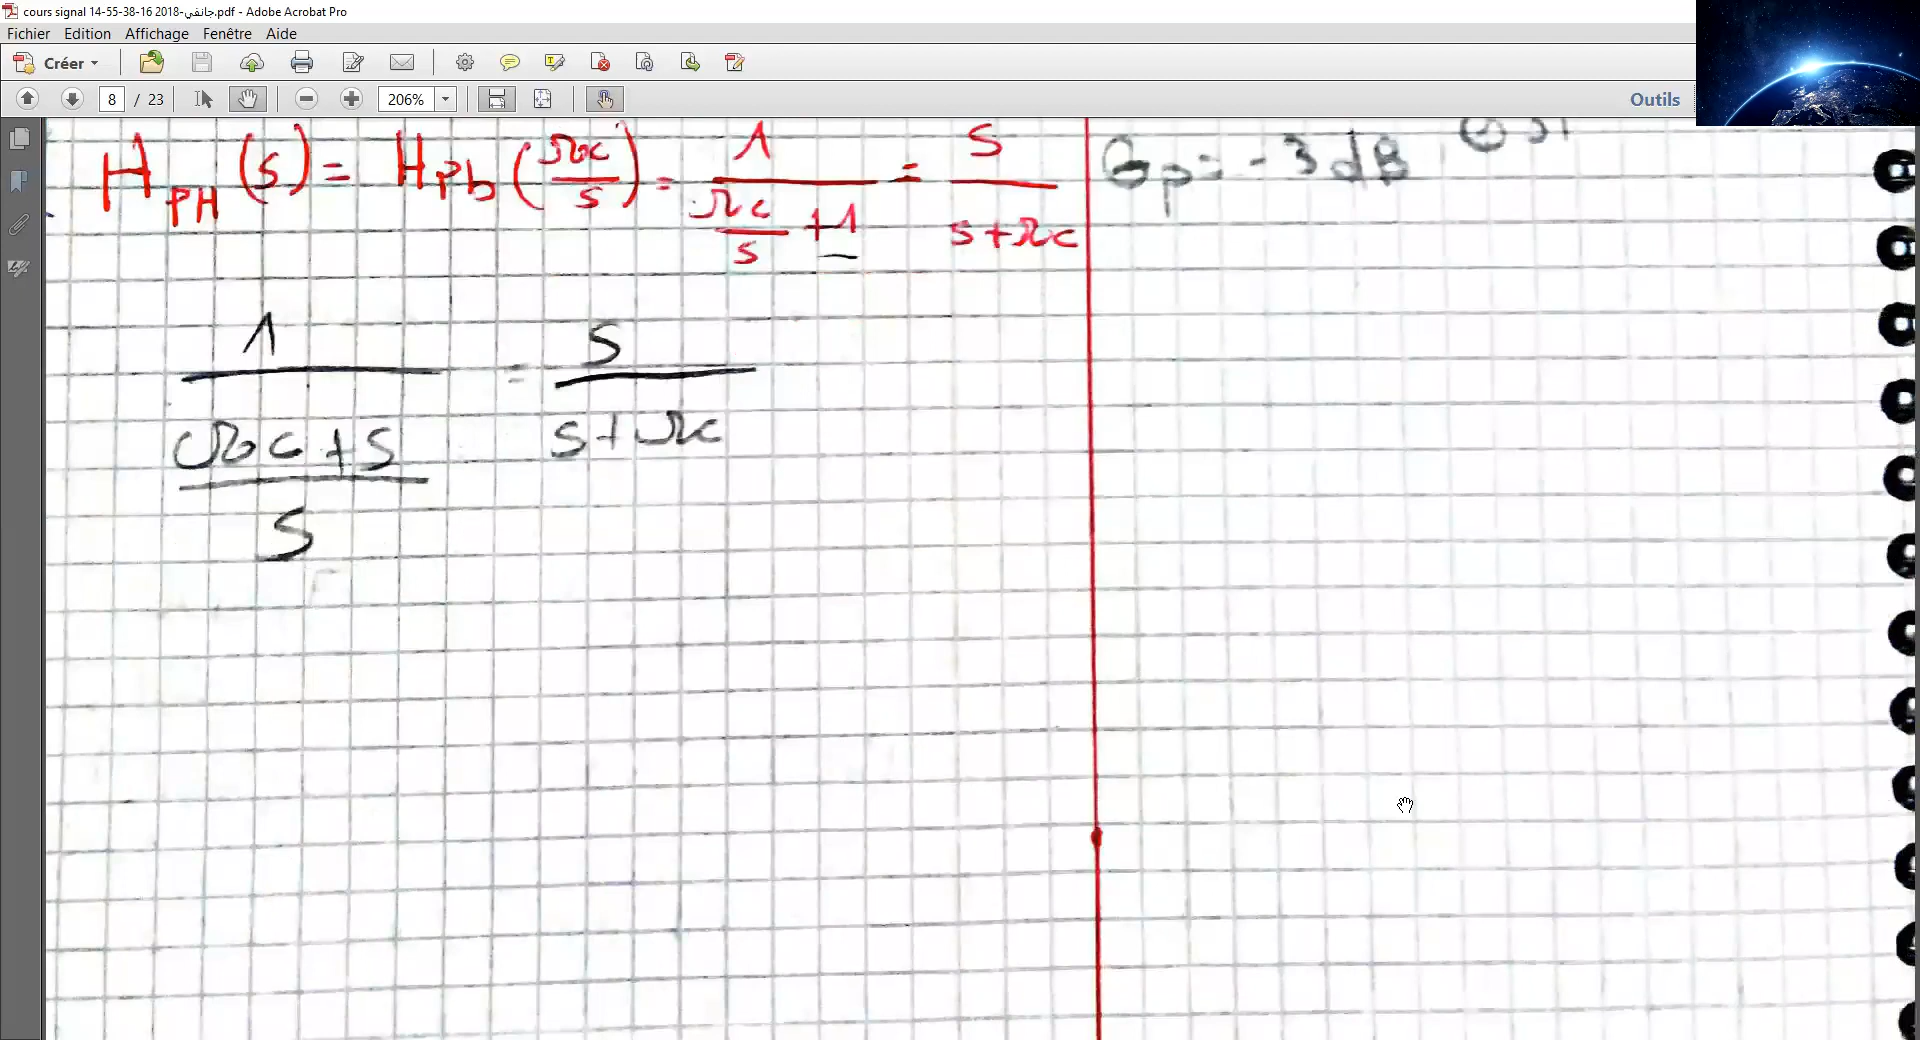 cours signal 14-55-38-16 2018-جانفي.pdf - Adobe Acrobat Pro
Fichier Edition Affichage Fenêtre Aide
Créer
8 / 23 206% Outils
H_PH (s) = H_Pb (Ωc/s) = 1/(Ωc/s + 1) = s/(s+Ωc)
Gp = -3 dB
1/((Ωc+s)/s) = s/(s+Ωc)